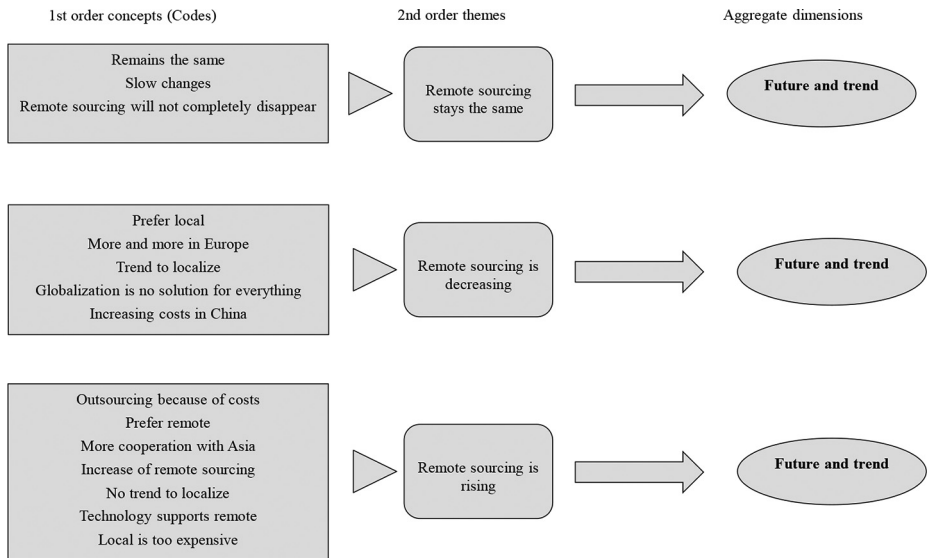 1st order concepts (Codes)
2nd order themes
Aggregate dimensions
Remains the same
Slow changes
Remote sourcing will not completely disappear
Remote sourcing
stays the same
Future and trend
Prefer local
More and more in Europe
Trend to localize
Globalization is no solution for everything
Increasing costs in China
Remote sourcing is
decreasing
Future and trend
Outsourcing because of costs
Prefer remote
More cooperation with Asia
Increase of remote sourcing
No trend to localize
Technology supports remote
Local is too expensive
Remote sourcing is
rising
Future and trend